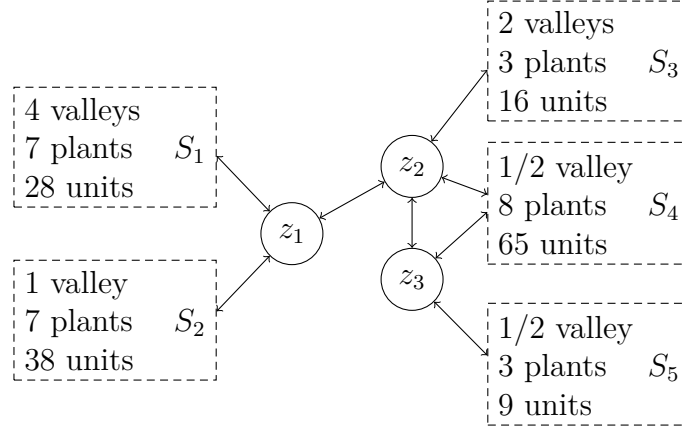 4 valleys
7 plants S₁
28 units
1 valley
7 plants S₂
38 units
z₁
z₂
z₃
2 valleys
3 plants S₃
16 units
1/2 valley
8 plants S₄
65 units
1/2 valley
3 plants S₅
9 units